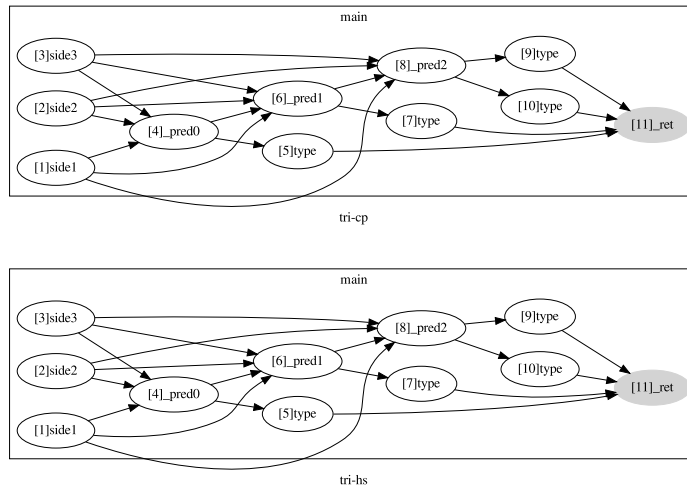 main
[3]side3
[9]type
[8]_pred2
[6]_pred1
[2]side2
[10]type
[7]type
[11]_ret
[4]_pred0
[5]type
[1]side1
tri-cp
main
[3]side3
[9]type
[8]_pred2
[6]_pred1
[2]side2
[10]type
[7]type
[11]_ret
[4]_pred0
[5]type
[1]side1
tri-hs